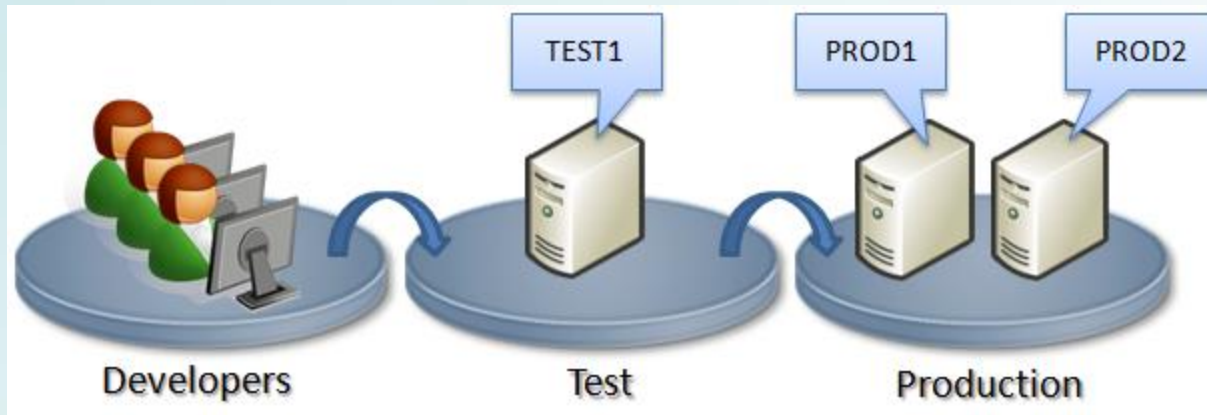 TEST1
PROD1
PROD2
Developers
Test
Production